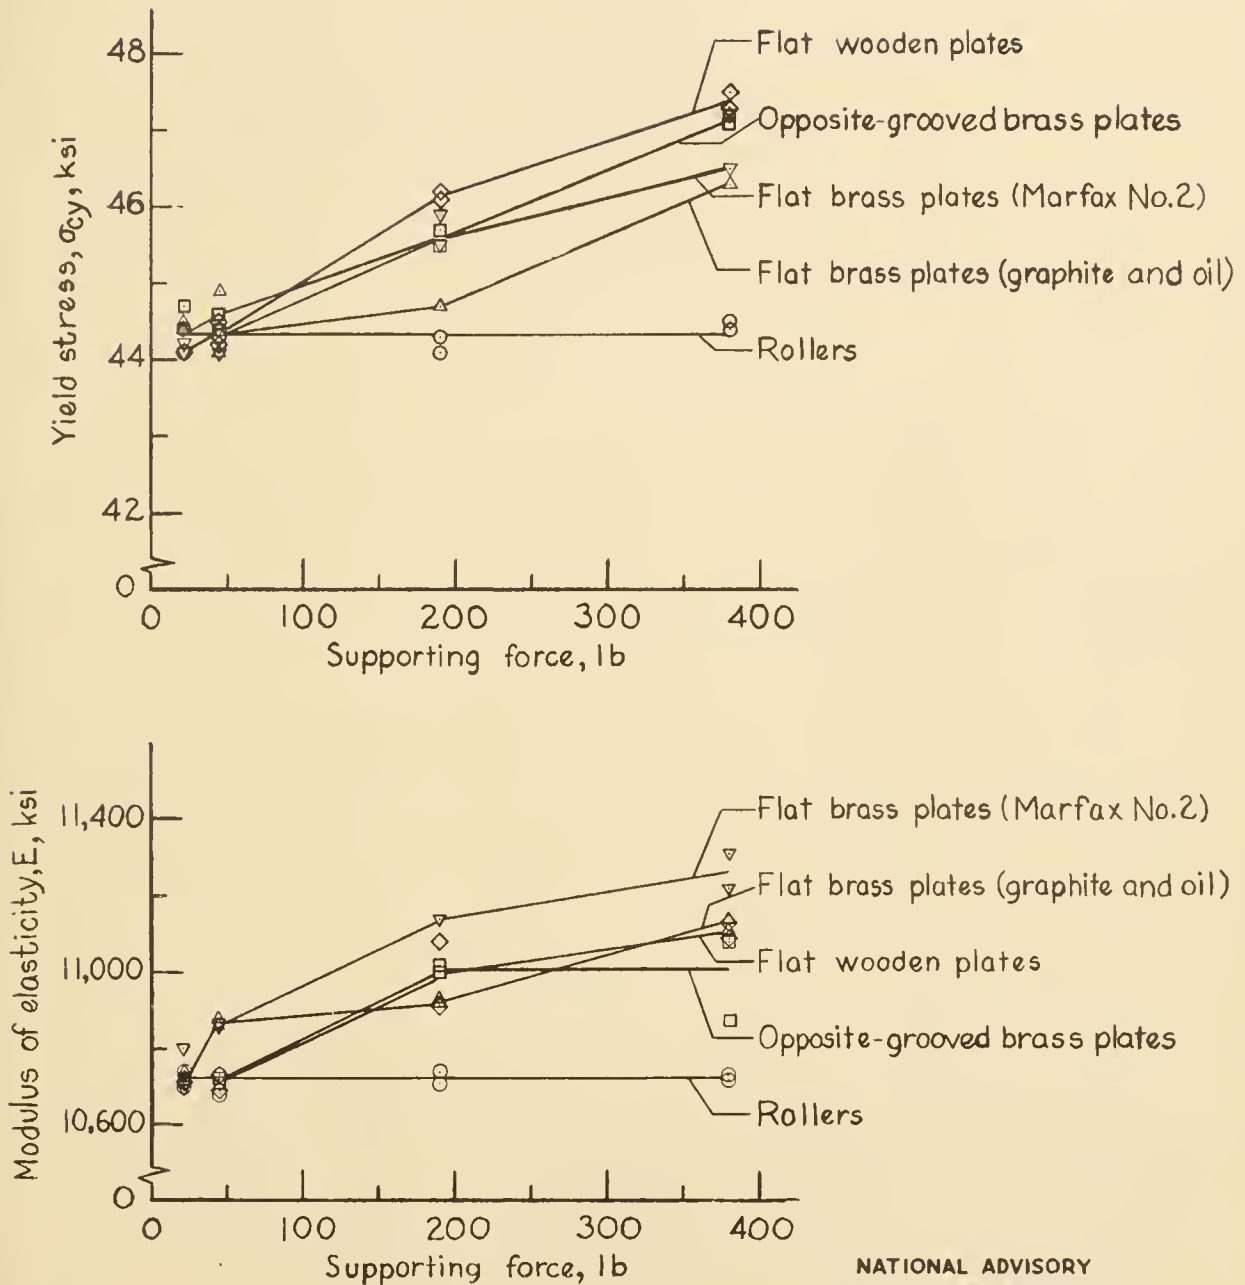 48
46
44
42
0
Yield stress, σcy, ksi
Flat wooden plates
Opposite-grooved brass plates
Flat brass plates (Marfax No.2)
Flat brass plates (graphite and oil)
Rollers
0 100 200 300 400
Supporting force, lb
11,400
11,000
10,600
0
Modulus of elasticity, E, ksi
Flat brass plates (Marfax No.2)
Flat brass plates (graphite and oil)
Flat wooden plates
Opposite-grooved brass plates
Rollers
0 100 200 300 400
Supporting force, lb
NATIONAL ADVISORY